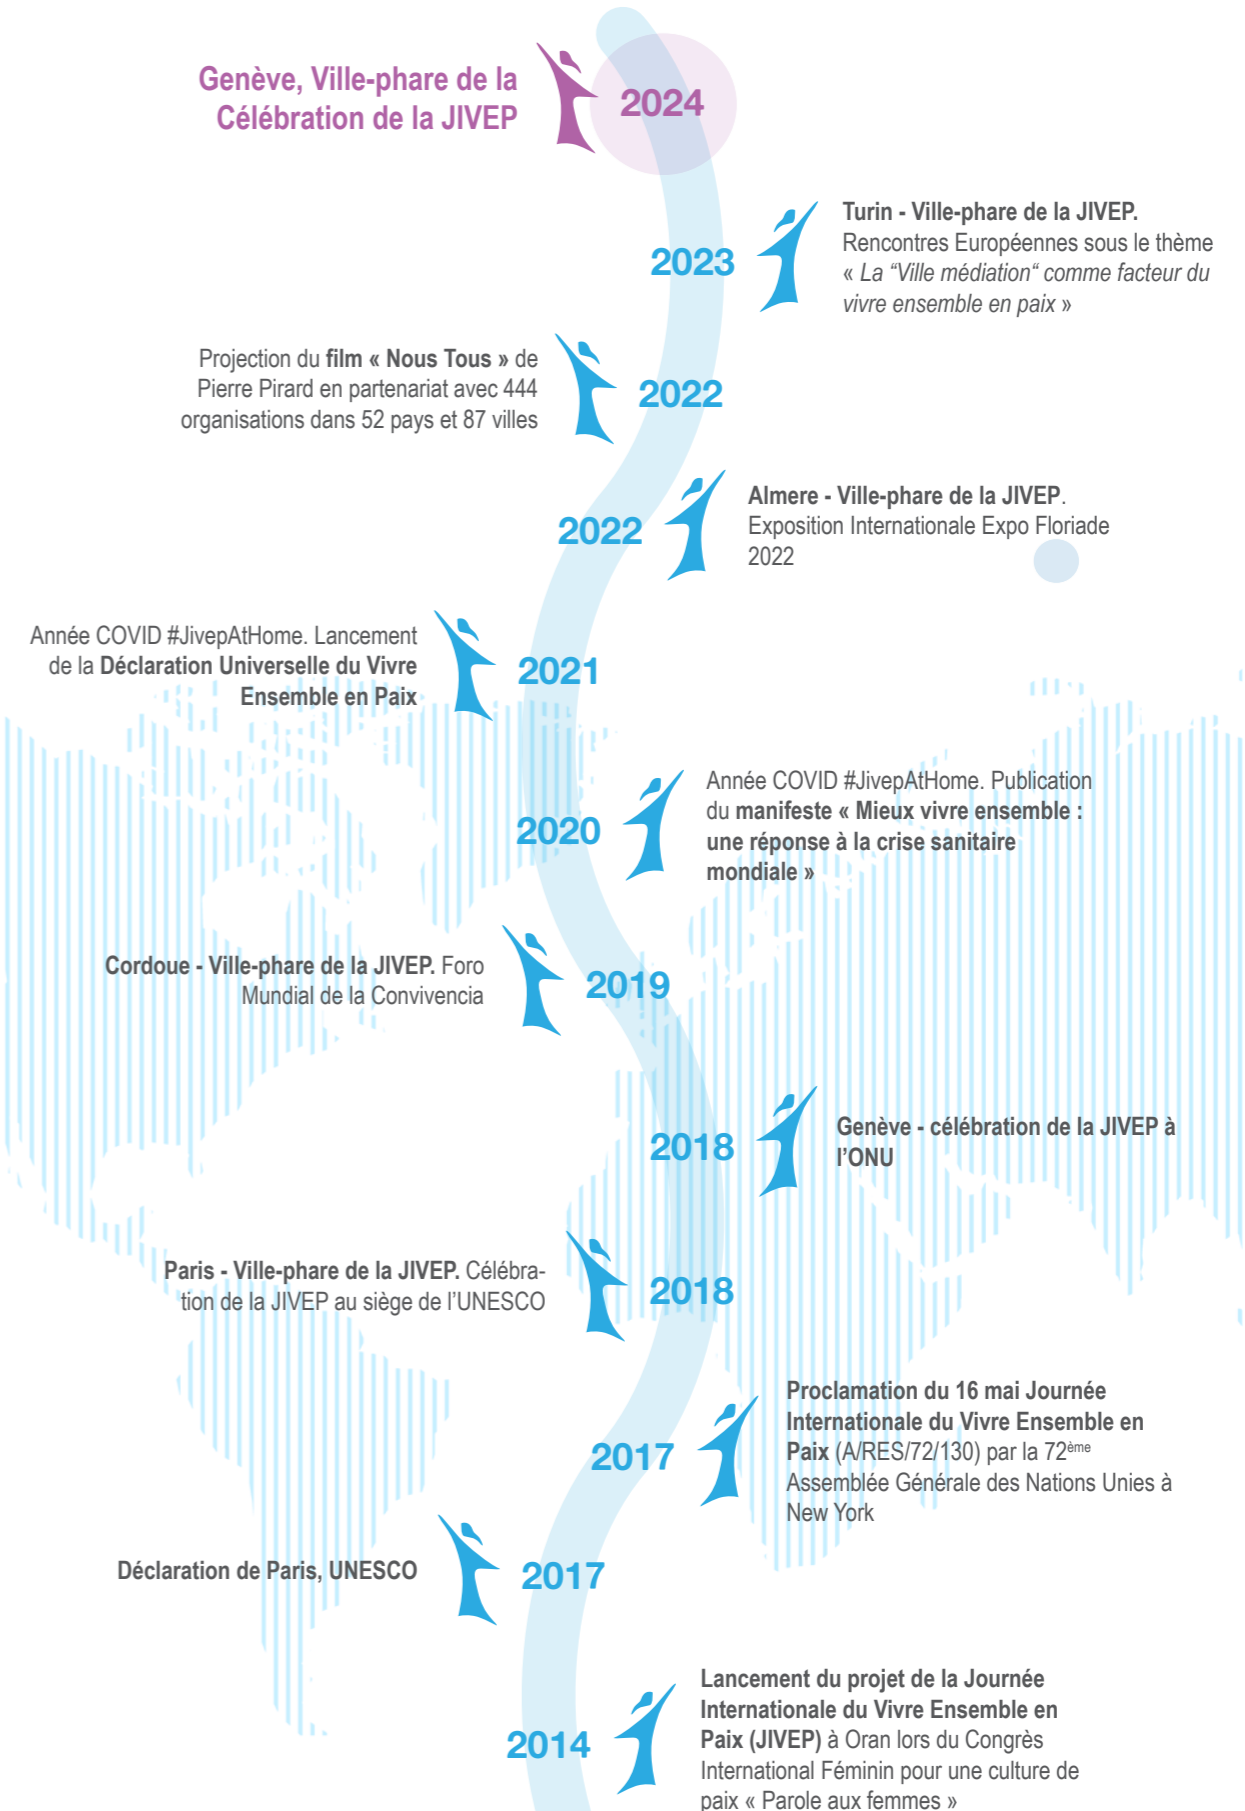 Genève, Ville-phare de la
Célébration de la JIVEP
2024
2023
Turin - Ville-phare de la JIVEP.
Rencontres Européennes sous le thème
« La “Ville médiation“ comme facteur du
vivre ensemble en paix »
Projection du film « Nous Tous » de
Pierre Pirard en partenariat avec 444
organisations dans 52 pays et 87 villes
2022
2022
Almere - Ville-phare de la JIVEP.
Exposition Internationale Expo Floriade
2022
Année COVID #JivepAtHome. Lancement
de la Déclaration Universelle du Vivre
Ensemble en Paix
2021
2020
Année COVID #JivepAtHome. Publication
du manifeste « Mieux vivre ensemble :
une réponse à la crise sanitaire
mondiale »
Cordoue - Ville-phare de la JIVEP. Foro
Mundial de la Convivencia
2019
2018
Genève - célébration de la JIVEP à
l’ONU
Paris - Ville-phare de la JIVEP. Célébra-
tion de la JIVEP au siège de l’UNESCO
2018
2017
Proclamation du 16 mai Journée
Internationale du Vivre Ensemble en
Paix (A/RES/72/130) par la 72ème
Assemblée Générale des Nations Unies à
New York
Déclaration de Paris, UNESCO
2017
2014
Lancement du projet de la Journée
Internationale du Vivre Ensemble en
Paix (JIVEP) à Oran lors du Congrès
International Féminin pour une culture de
paix « Parole aux femmes »